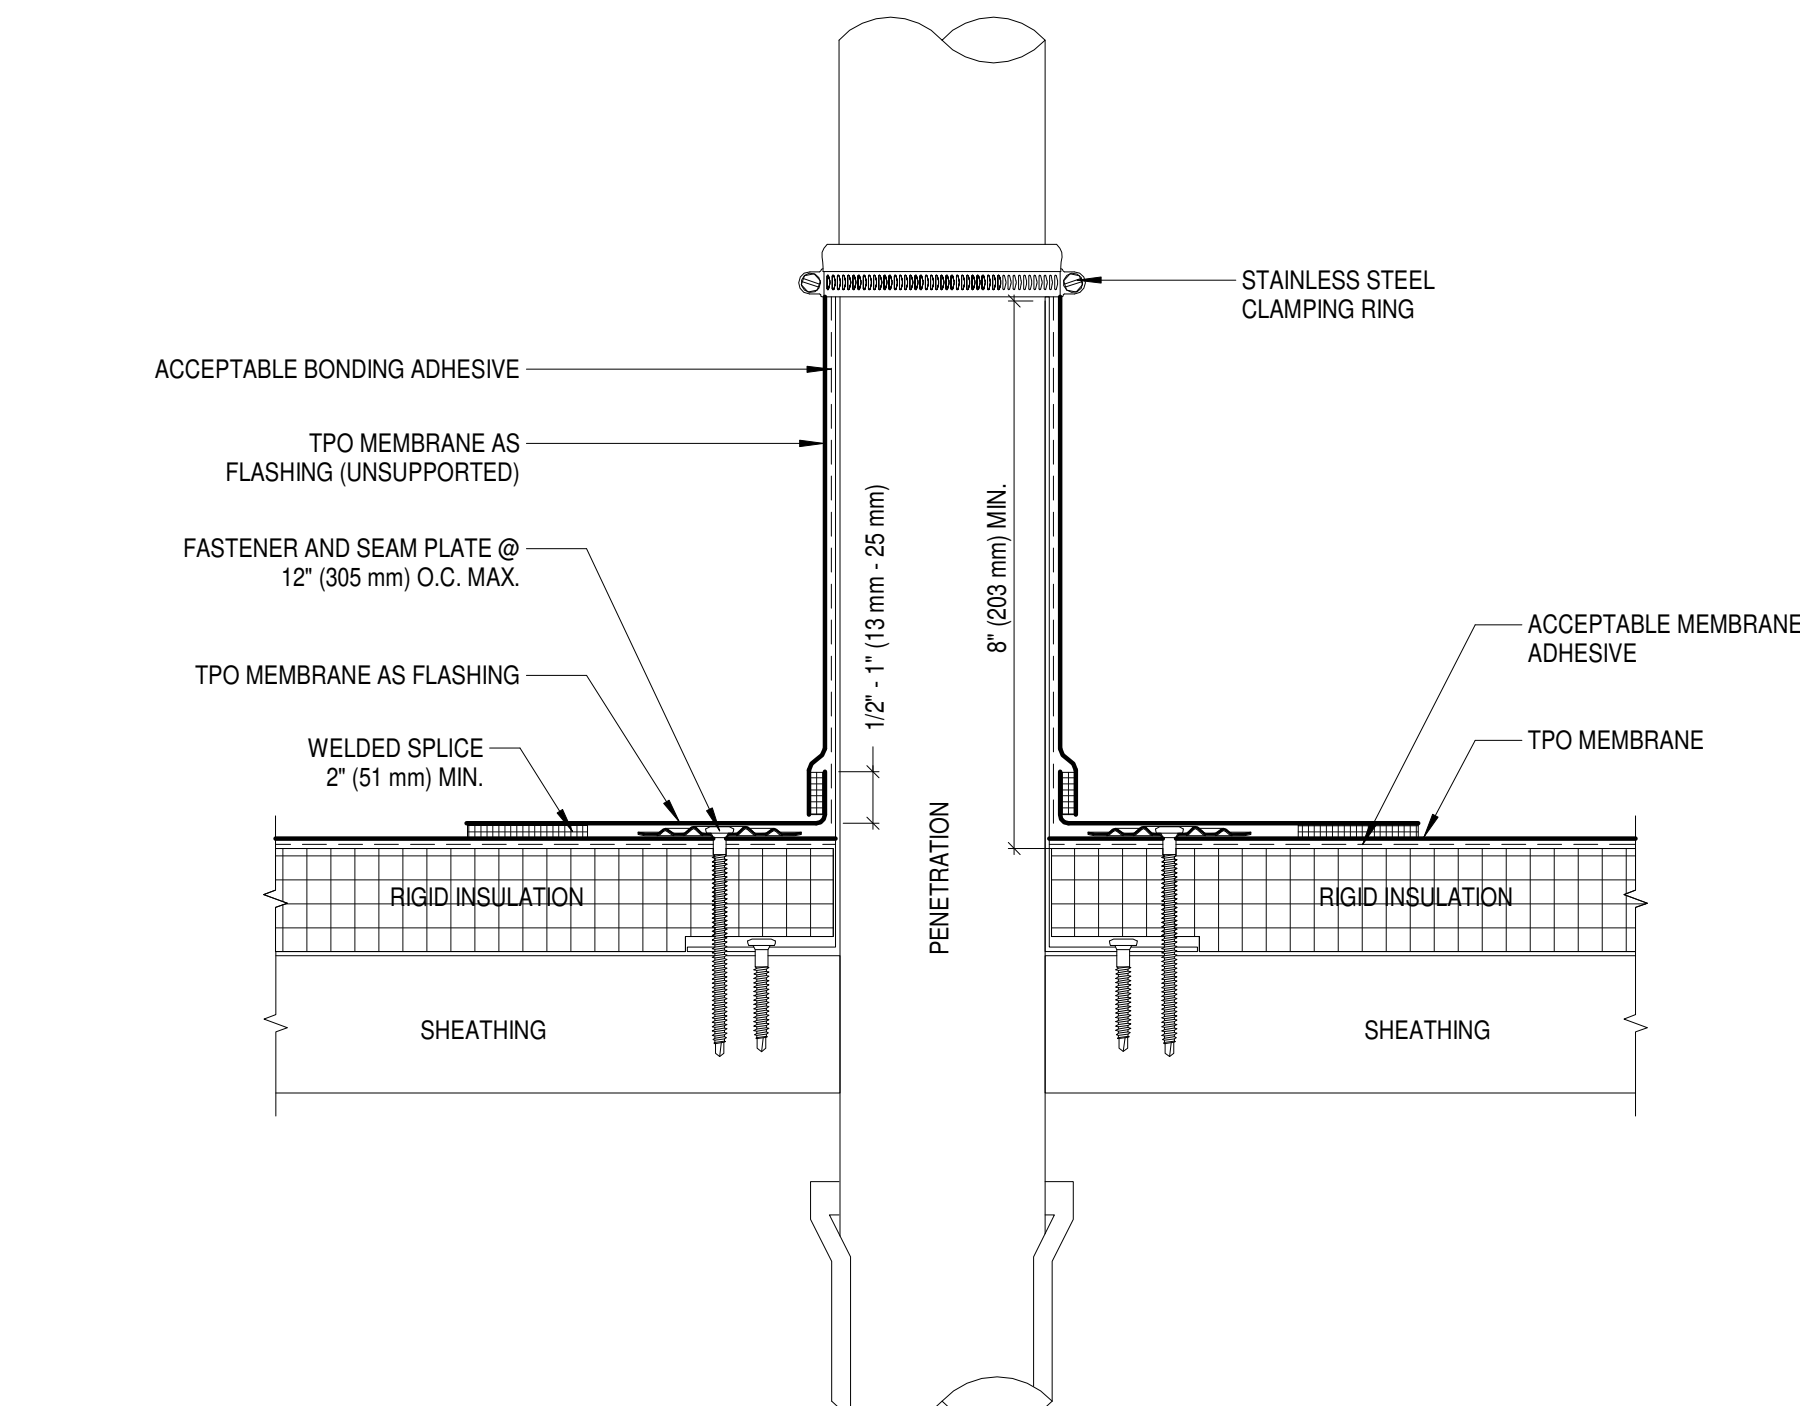 STAINLESS STEEL
CLAMPING RING
ACCEPTABLE BONDING ADHESIVE
TPO MEMBRANE AS
FLASHING (UNSUPPORTED)
FASTENER AND SEAM PLATE @
12" (305 mm) O.C. MAX.
TPO MEMBRANE AS FLASHING
WELDED SPLICE
2" (51 mm) MIN.
1/2" - 1" (13 mm - 25 mm)
8" (203 mm) MIN.
PENETRATION
ACCEPTABLE MEMBRANE
ADHESIVE
TPO MEMBRANE
RIGID INSULATION
RIGID INSULATION
SHEATHING
SHEATHING